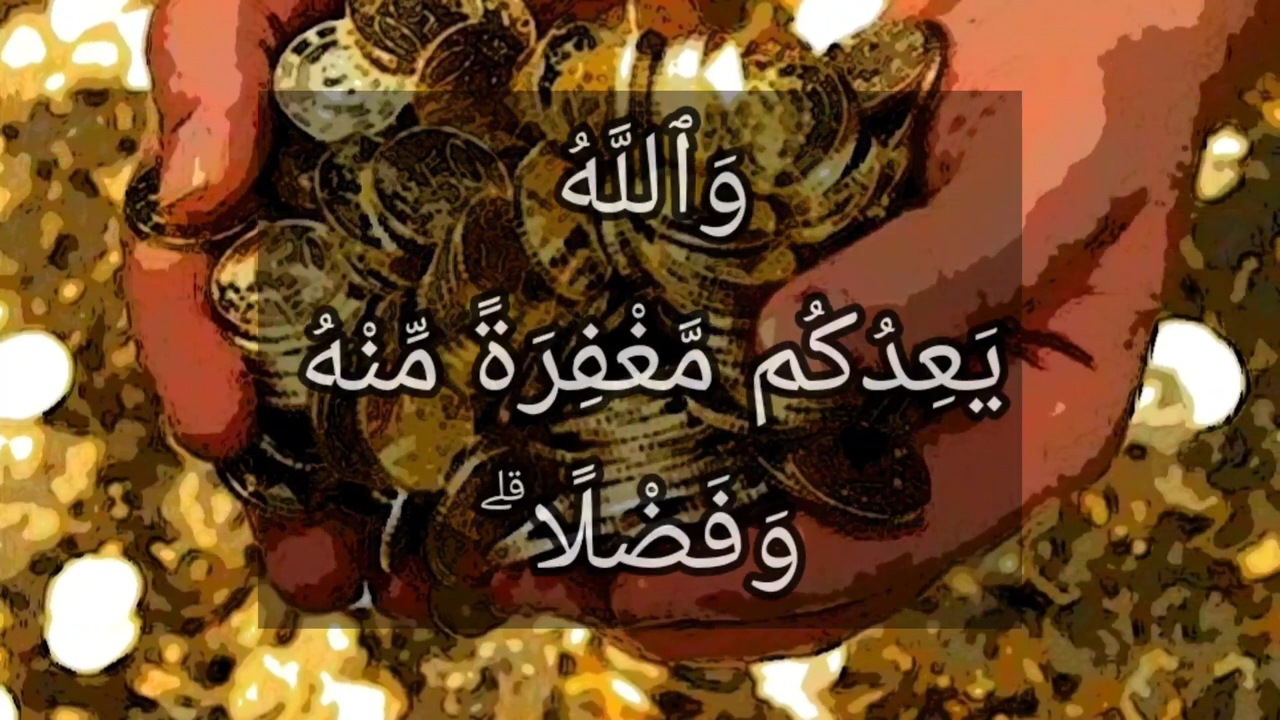 وَٱللَّهُ
يَعِدُكُم مَّغْفِرَةً مِّنْهُ
وَفَضْلًا ۗ